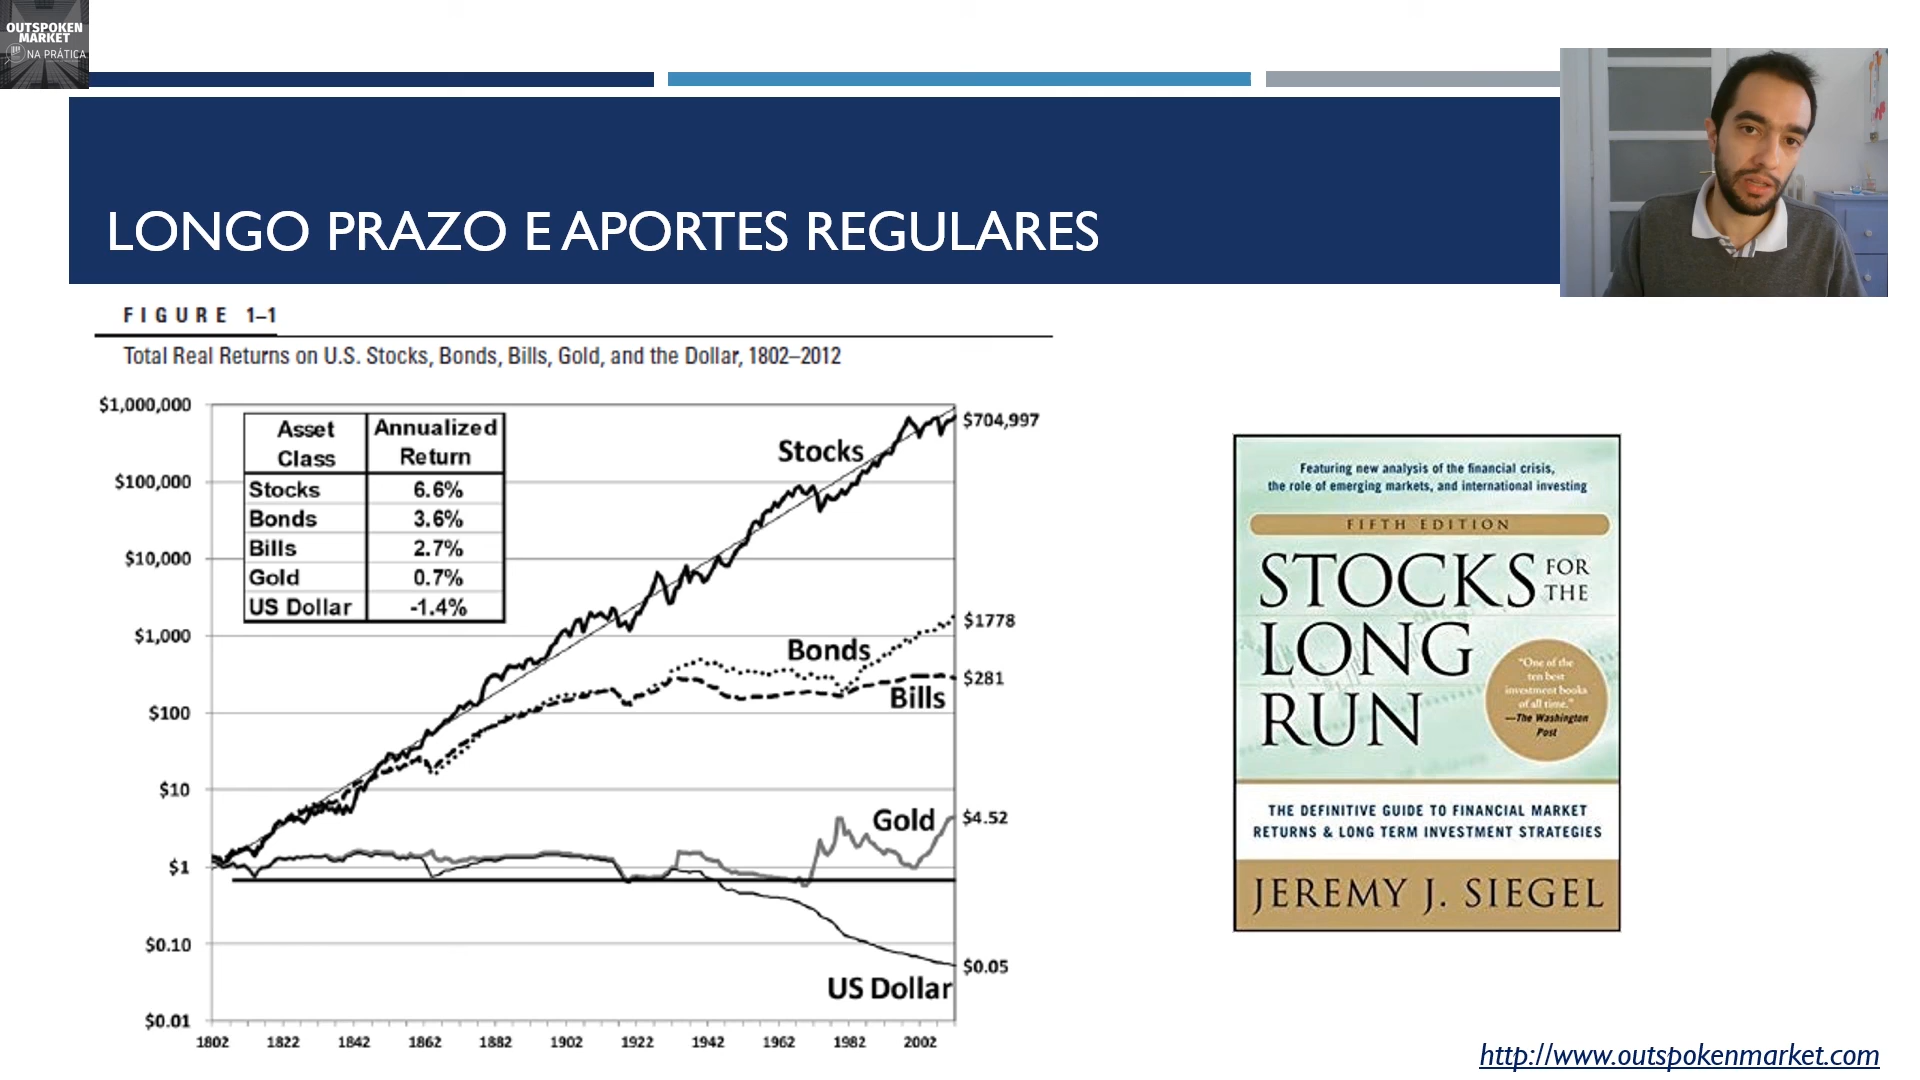 OUTSPOKEN
MARKET
NA PRÁTICA
LONGO PRAZO E APORTES REGULARES
FIGURE 1–1
Total Real Returns on U.S. Stocks, Bonds, Bills, Gold, and the Dollar, 1802–2012
$1,000,000
$100,000
$10,000
$1,000
$100
$10
$1
$0.10
$0.01
Asset Class Annualized Return
Stocks 6.6%
Bonds 3.6%
Bills 2.7%
Gold 0.7%
US Dollar -1.4%
Stocks
$704,997
Bonds
$1778
Bills
$281
Gold
$4.52
US Dollar
$0.05
1802 1822 1842 1862 1882 1902 1922 1942 1962 1982 2002
Featuring new analysis of the financial crisis,
the role of emerging markets, and international investing
FIFTH EDITION
STOCKS FOR
THE
LONG
RUN
"One of the
ten best
investment books
of all time."
—The Washington
Post
THE DEFINITIVE GUIDE TO FINANCIAL MARKET
RETURNS & LONG TERM INVESTMENT STRATEGIES
JEREMY J. SIEGEL
http://www.outspokenmarket.com